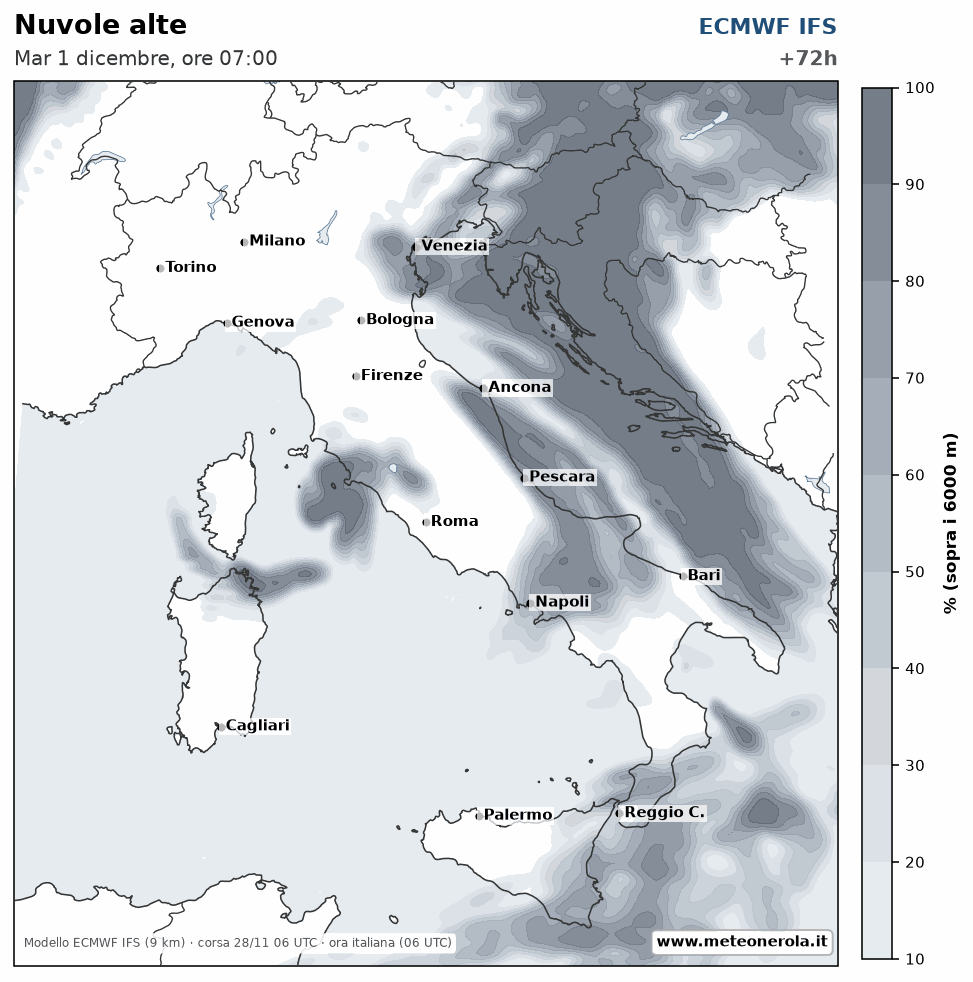 Nuvole alte
ECMWF IFS
Mar 1 dicembre, ore 07:00
+72h
100
90
80
70
60
50
40
30
20
10
% (sopra i 6000 m)
Milano
Venezia
Torino
Genova
Bologna
Firenze
Ancona
Pescara
Roma
Bari
Napoli
Cagliari
Palermo
Reggio C.
Modello ECMWF IFS (9 km) · corsa 28/11 06 UTC · ora italiana (06 UTC)
www.meteonerola.it